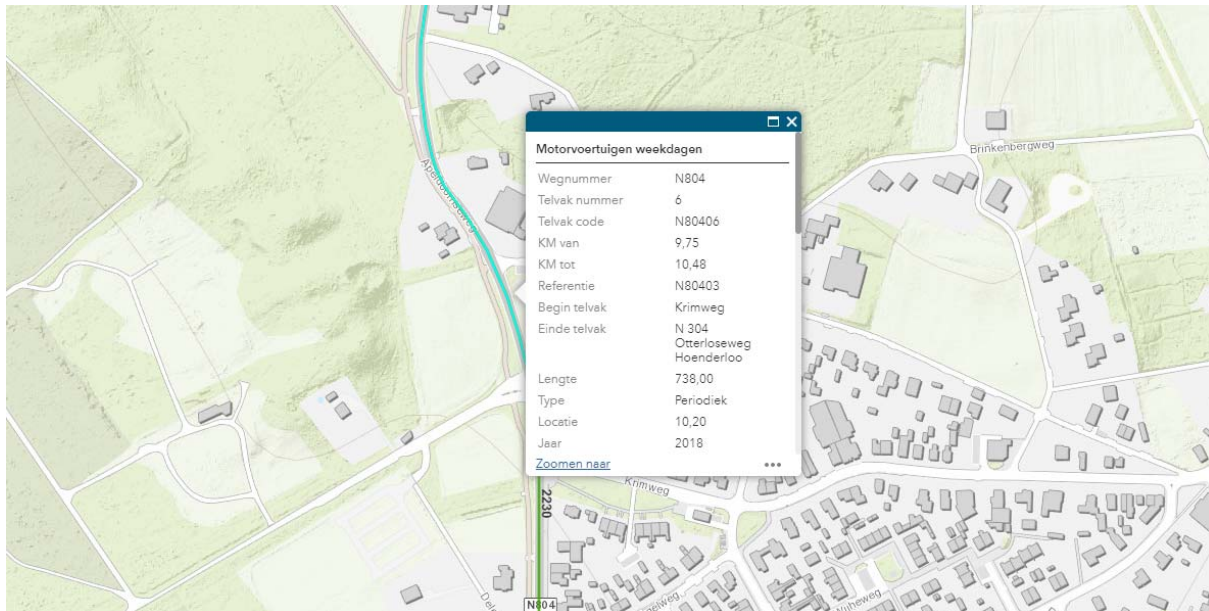 Motorvoertuigen weekdagen
Wegnummer N804
Telvak nummer 6
Telvak code N80406
KM van 9,75
KM tot 10,48
Referentie N80403
Begin telvak Krimweg
Einde telvak N 304
Otterloseweg
Hoenderloo
Lengte 738,00
Type Periodiek
Locatie 10,20
Jaar 2018
Zoomen naar
Apeldoornseweg
Brinkenbergweg
Krimweg
2230
N804